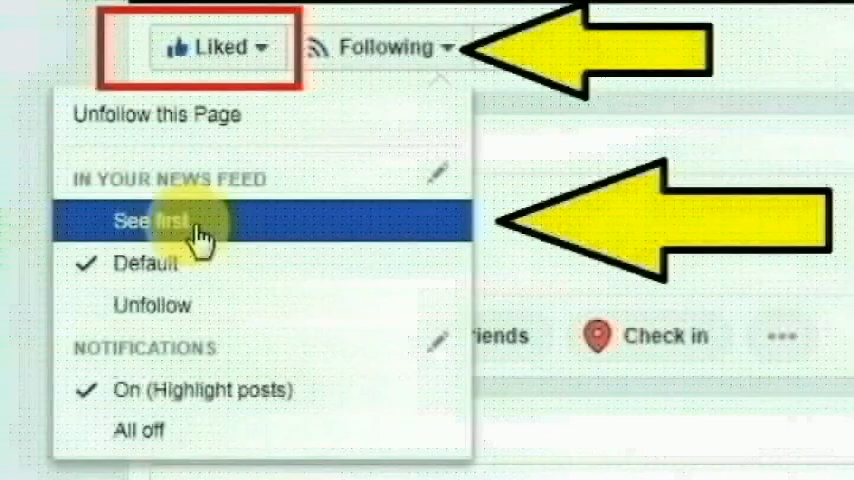 Liked
Following
Unfollow this Page
IN YOUR NEWS FEED
See first
Default
Unfollow
NOTIFICATIONS
riends
Check in
On (Highlight posts)
All off